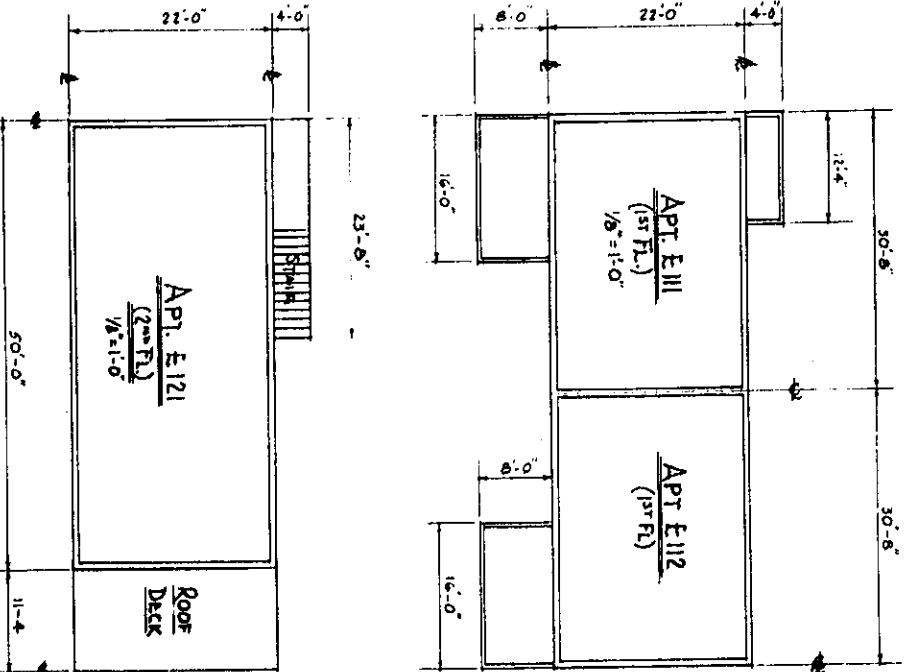 22'-0"
4'-0"
23'-8"
STAIR
APT. E 121
(2ND FL.)
1/8"=1'-0"
50'-0"
ROOF
DECK
11-4
8'-0"
22'-0"
4'-0"
16'-0"
12'-4"
30'-8"
APT. E 111
(1ST FL.)
1/8"=1'-0"
8'-0"
APT E 112
(1ST FL)
30'-8"
16'-0"